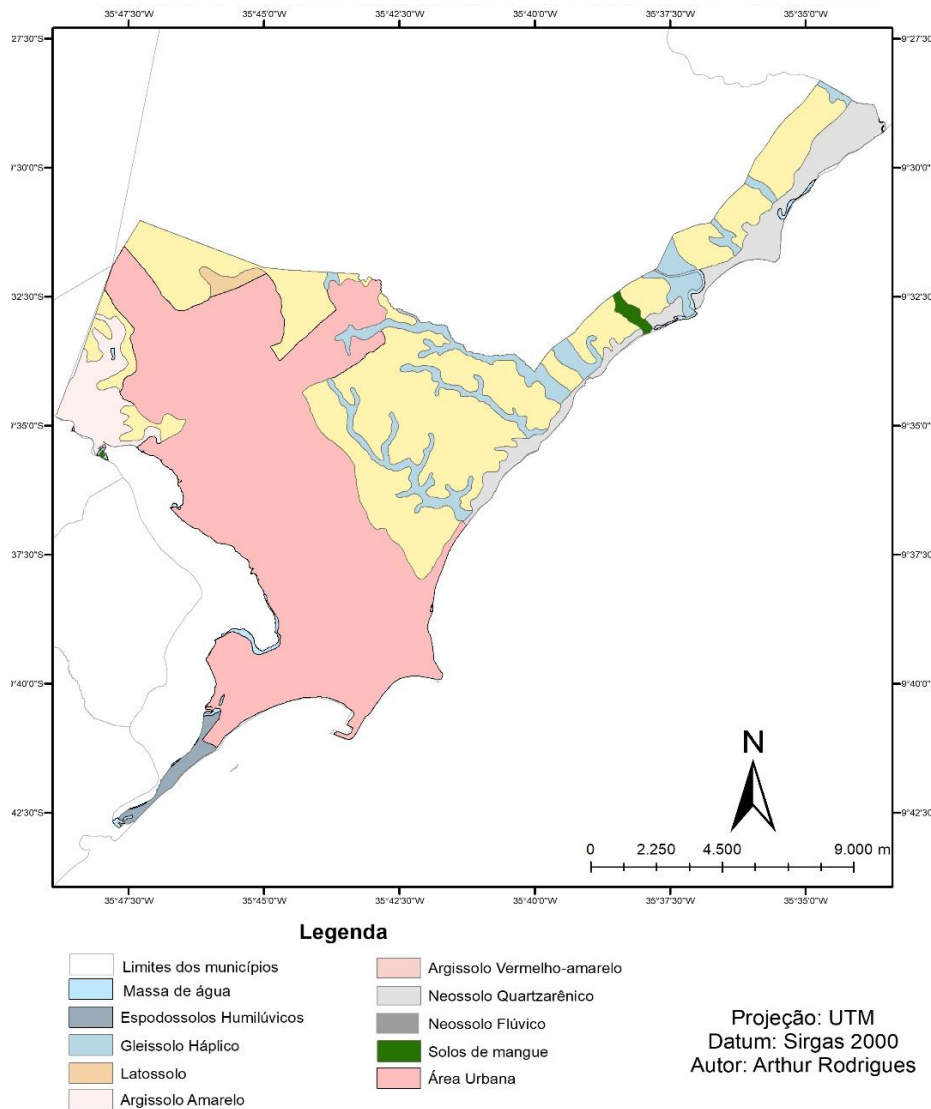 35°47'30"W 35°45'0"W 35°42'30"W 35°40'0"W 35°37'30"W 35°35'0"W
°27'30"S 9°27'30"S
°30'0"S 9°30'0"S
°32'30"S 9°32'30"S
°35'0"S 9°35'0"S
°37'30"S 9°37'30"S
°40'0"S 9°40'0"S
N
°42'30"S 9°42'30"S
0 2.250 4.500 9.000 m
35°47'30"W 35°45'0"W 35°42'30"W 35°40'0"W 35°37'30"W 35°35'0"W
Legenda
Limites dos municípios
Massa de água
Espodossolos Humilúvicos
Gleissolo Háplico
Latossolo
Argissolo Amarelo
Argissolo Vermelho-amarelo
Neossolo Quartzarênico
Neossolo Flúvico
Solos de mangue
Área Urbana
Projeção: UTM
Datum: Sirgas 2000
Autor: Arthur Rodrigues